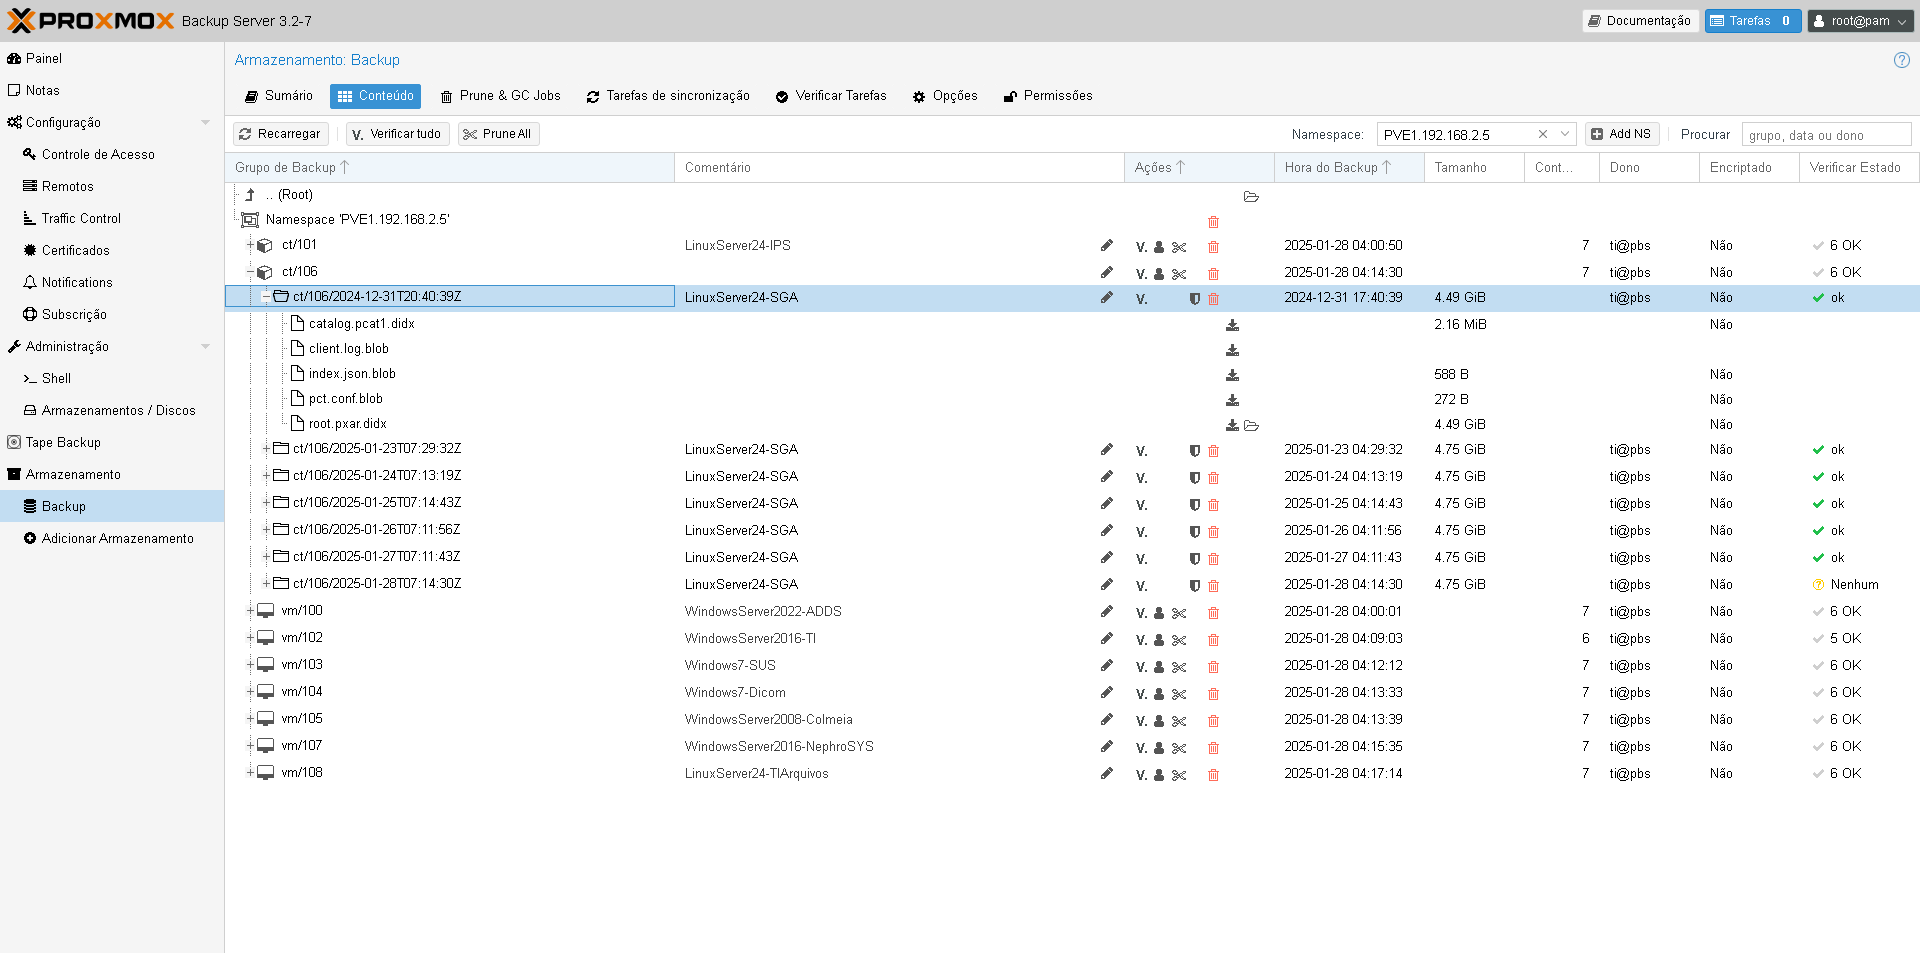 PROXMOX Backup Server 3.2-7 Documentação Tarefas 0 root@pam
Painel
Notas
Configuração
Controle de Acesso
Remotos
Traffic Control
Certificados
Notifications
Subscrição
Administração
Shell
Armazenamentos / Discos
Tape Backup
Armazenamento
Backup
Adicionar Armazenamento
Armazenamento: Backup
Sumário Conteúdo Prune & GC Jobs Tarefas de sincronização Verificar Tarefas Opções Permissões
Recarregar V. Verificar tudo Prune All Namespace: PVE1.192.168.2.5 Add NS Procurar grupo, data ou dono
Grupo de Backup Comentário Ações Hora do Backup Tamanho Cont... Dono Encriptado Verificar Estado
.. (Root)
Namespace 'PVE1.192.168.2.5'
ct/101 LinuxServer24-IPS V. 2025-01-28 04:00:50 7 ti@pbs Não 6 OK
ct/106 V. 2025-01-28 04:14:30 7 ti@pbs Não 6 OK
ct/106/2024-12-31T20:40:39Z LinuxServer24-SGA V. 2024-12-31 17:40:39 4.49 GiB ti@pbs Não ok
catalog.pcat1.didx 2.16 MiB Não
client.log.blob
index.json.blob 588 B Não
pct.conf.blob 272 B Não
root.pxar.didx 4.49 GiB Não
ct/106/2025-01-23T07:29:32Z LinuxServer24-SGA V. 2025-01-23 04:29:32 4.75 GiB ti@pbs Não ok
ct/106/2025-01-24T07:13:19Z LinuxServer24-SGA V. 2025-01-24 04:13:19 4.75 GiB ti@pbs Não ok
ct/106/2025-01-25T07:14:43Z LinuxServer24-SGA V. 2025-01-25 04:14:43 4.75 GiB ti@pbs Não ok
ct/106/2025-01-26T07:11:56Z LinuxServer24-SGA V. 2025-01-26 04:11:56 4.75 GiB ti@pbs Não ok
ct/106/2025-01-27T07:11:43Z LinuxServer24-SGA V. 2025-01-27 04:11:43 4.75 GiB ti@pbs Não ok
ct/106/2025-01-28T07:14:30Z LinuxServer24-SGA V. 2025-01-28 04:14:30 4.75 GiB ti@pbs Não Nenhum
vm/100 WindowsServer2022-ADDS V. 2025-01-28 04:00:01 7 ti@pbs Não 6 OK
vm/102 WindowsServer2016-TI V. 2025-01-28 04:09:03 6 ti@pbs Não 5 OK
vm/103 Windows7-SUS V. 2025-01-28 04:12:12 7 ti@pbs Não 6 OK
vm/104 Windows7-Dicom V. 2025-01-28 04:13:33 7 ti@pbs Não 6 OK
vm/105 WindowsServer2008-Colmeia V. 2025-01-28 04:13:39 7 ti@pbs Não 6 OK
vm/107 WindowsServer2016-NephroSYS V. 2025-01-28 04:15:35 7 ti@pbs Não 6 OK
vm/108 LinuxServer24-TIArquivos V. 2025-01-28 04:17:14 7 ti@pbs Não 6 OK